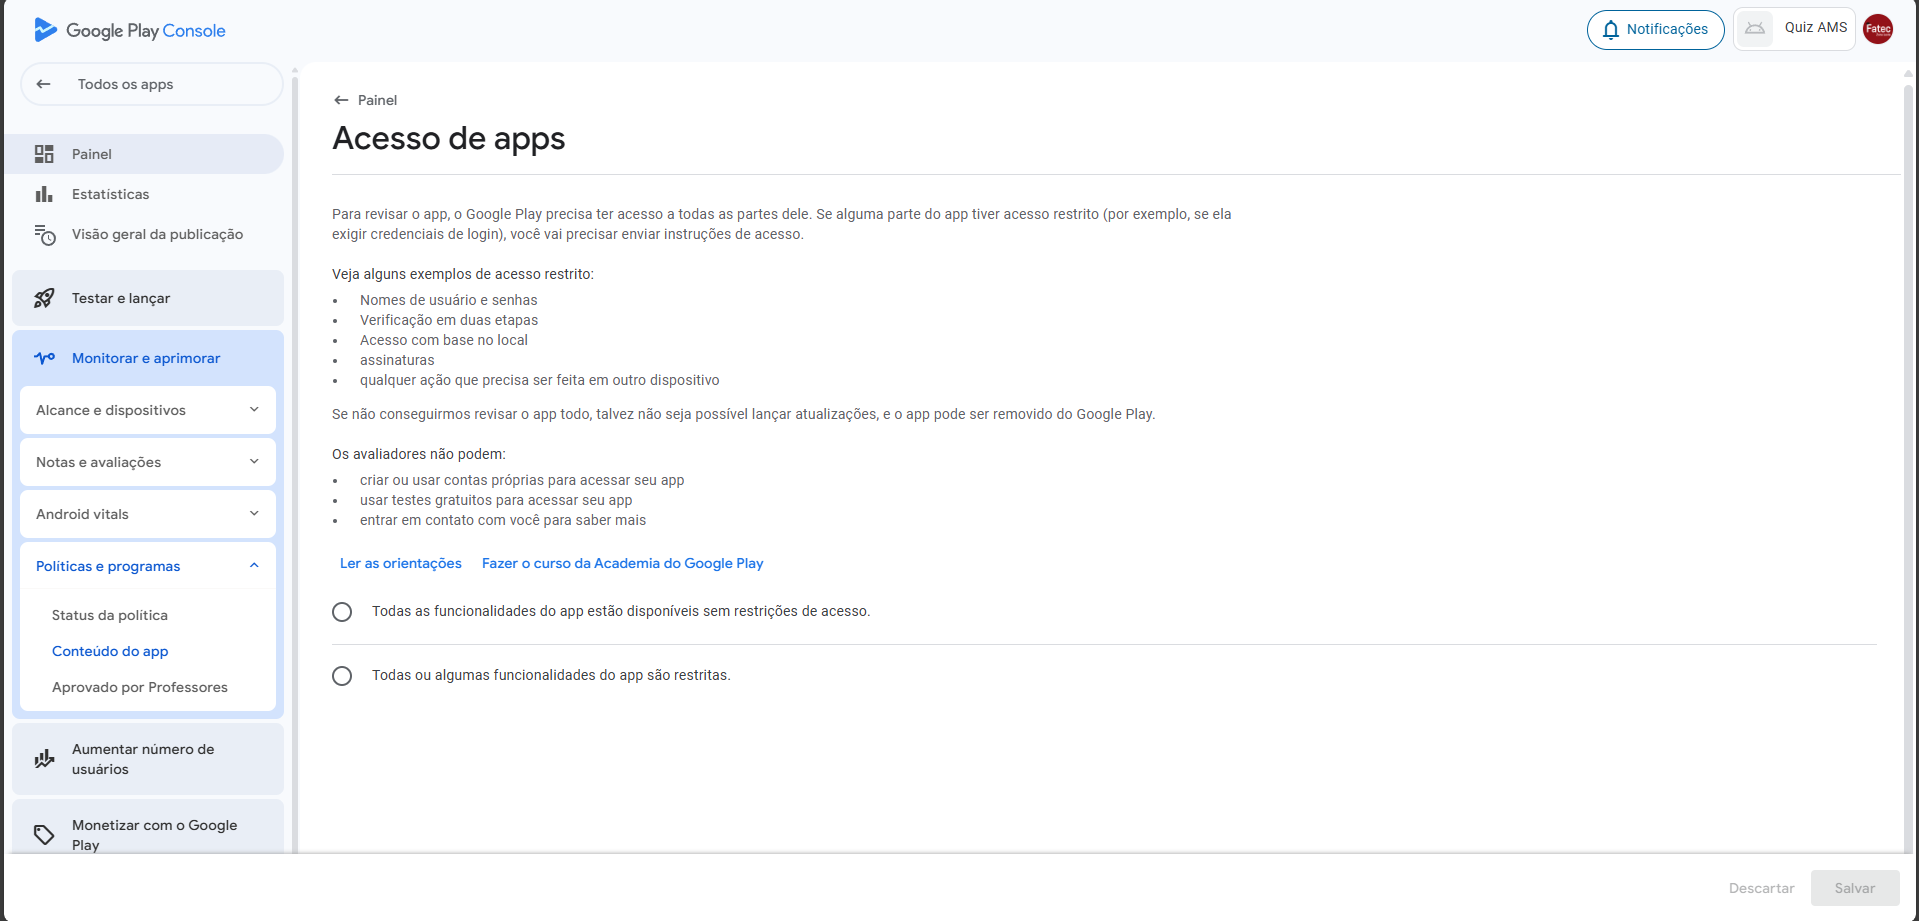 Google Play Console
Notificações
Quiz AMS
Fatec
Todos os apps
Painel
Estatísticas
Visão geral da publicação
Testar e lançar
Monitorar e aprimorar
Alcance e dispositivos
Notas e avaliações
Android vitals
Políticas e programas
Status da política
Conteúdo do app
Aprovado por Professores
Aumentar número de
usuários
Monetizar com o Google
Play
Painel
Acesso de apps
Para revisar o app, o Google Play precisa ter acesso a todas as partes dele. Se alguma parte do app tiver acesso restrito (por exemplo, se ela
exigir credenciais de login), você vai precisar enviar instruções de acesso.
Veja alguns exemplos de acesso restrito:
• Nomes de usuário e senhas
• Verificação em duas etapas
• Acesso com base no local
• assinaturas
• qualquer ação que precisa ser feita em outro dispositivo
Se não conseguirmos revisar o app todo, talvez não seja possível lançar atualizações, e o app pode ser removido do Google Play.
Os avaliadores não podem:
• criar ou usar contas próprias para acessar seu app
• usar testes gratuitos para acessar seu app
• entrar em contato com você para saber mais
Ler as orientações Fazer o curso da Academia do Google Play
Todas as funcionalidades do app estão disponíveis sem restrições de acesso.
Todas ou algumas funcionalidades do app são restritas.
Descartar Salvar